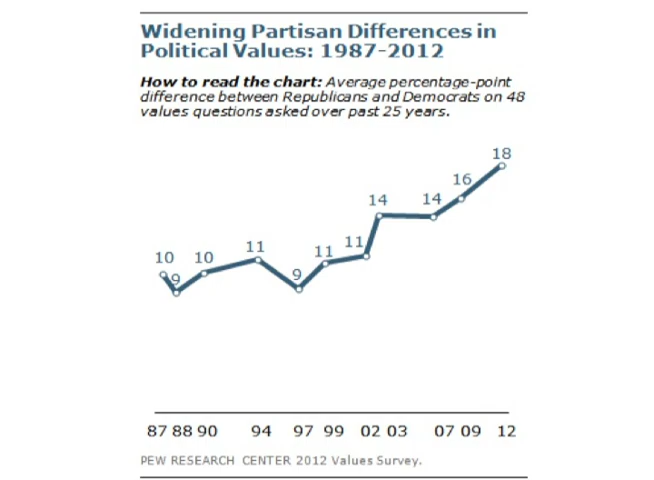 Widening Partisan Differences in
Political Values: 1987-2012
How to read the chart: Average percentage-point
difference between Republicans and Democrats on 48
values questions asked over past 25 years.
10 9 10 11 9 11 11 14 14 16 18
87 88 90 94 97 99 02 03 07 09 12
PEW RESEARCH CENTER 2012 Values Survey.